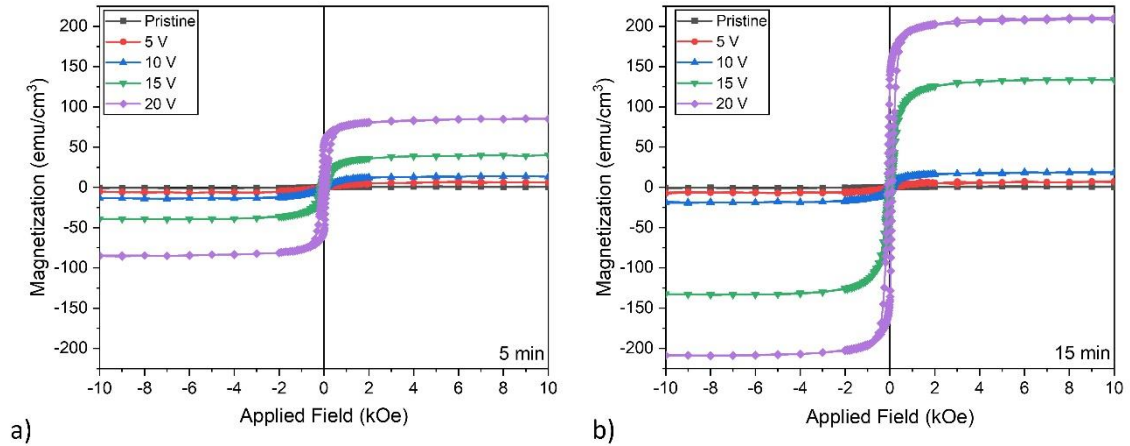 Magnetization (emu/cm³)
200
150
100
50
0
-50
-100
-150
-200
Pristine
5 V
10 V
15 V
20 V
5 min
-10 -8 -6 -4 -2 0 2 4 6 8 10
Applied Field (kOe)
a)
Magnetization (emu/cm³)
200
150
100
50
0
-50
-100
-150
-200
Pristine
5 V
10 V
15 V
20 V
15 min
-10 -8 -6 -4 -2 0 2 4 6 8 10
Applied Field (kOe)
b)